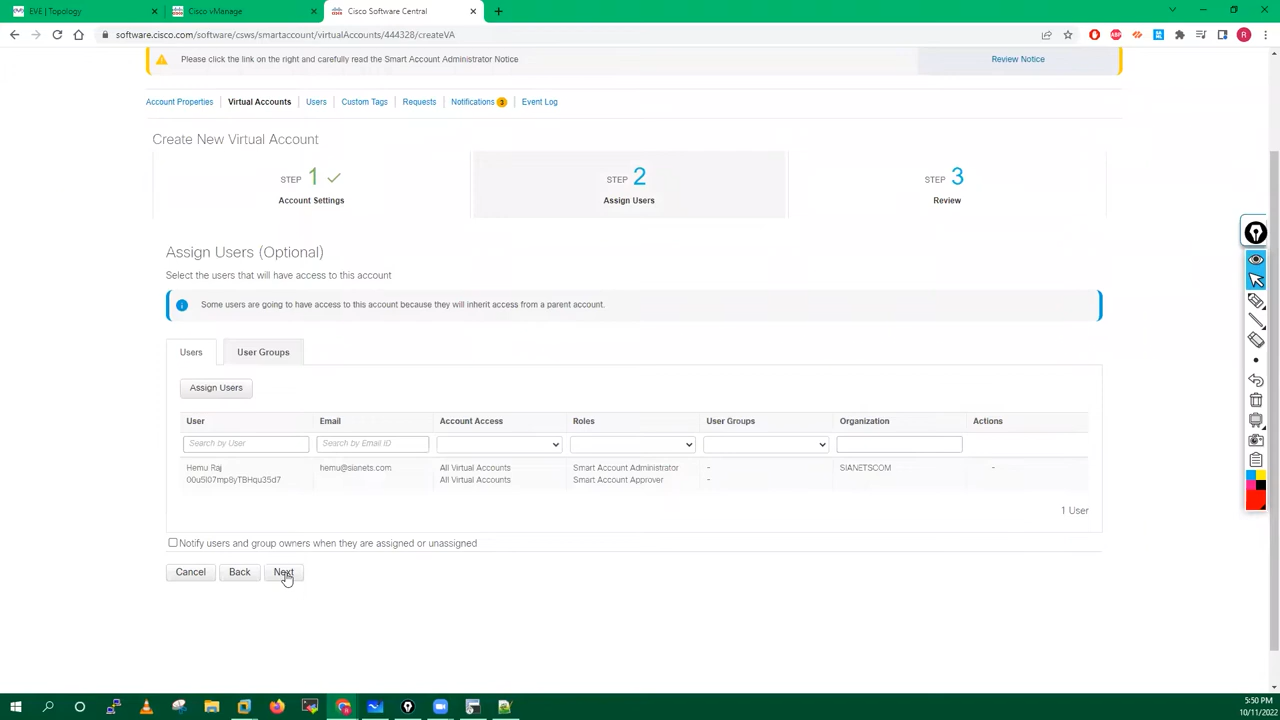 EVE | Topology
Cisco vManage
Cisco Software Central
software.cisco.com/software/csws/smartaccount/virtualAccounts/444328/createVA
Please click the link on the right and carefully read the Smart Account Administrator Notice
Review Notice
Account Properties
Virtual Accounts
Users
Custom Tags
Requests
Notifications 3
Event Log
Create New Virtual Account
STEP 1
Account Settings
STEP 2
Assign Users
STEP 3
Review
Assign Users (Optional)
Select the users that will have access to this account
Some users are going to have access to this account because they will inherit access from a parent account.
Users
User Groups
Assign Users
User Email Account Access Roles User Groups Organization Actions
Search by User Search by Email ID
Hemu Raj hemu@sianets.com All Virtual Accounts Smart Account Administrator - SIANETSCOM -
00u5l07mp8yTBHqu35d7 All Virtual Accounts Smart Account Approver -
1 User
Notify users and group owners when they are assigned or unassigned
Cancel
Back
Next
5:50 PM
10/11/2022